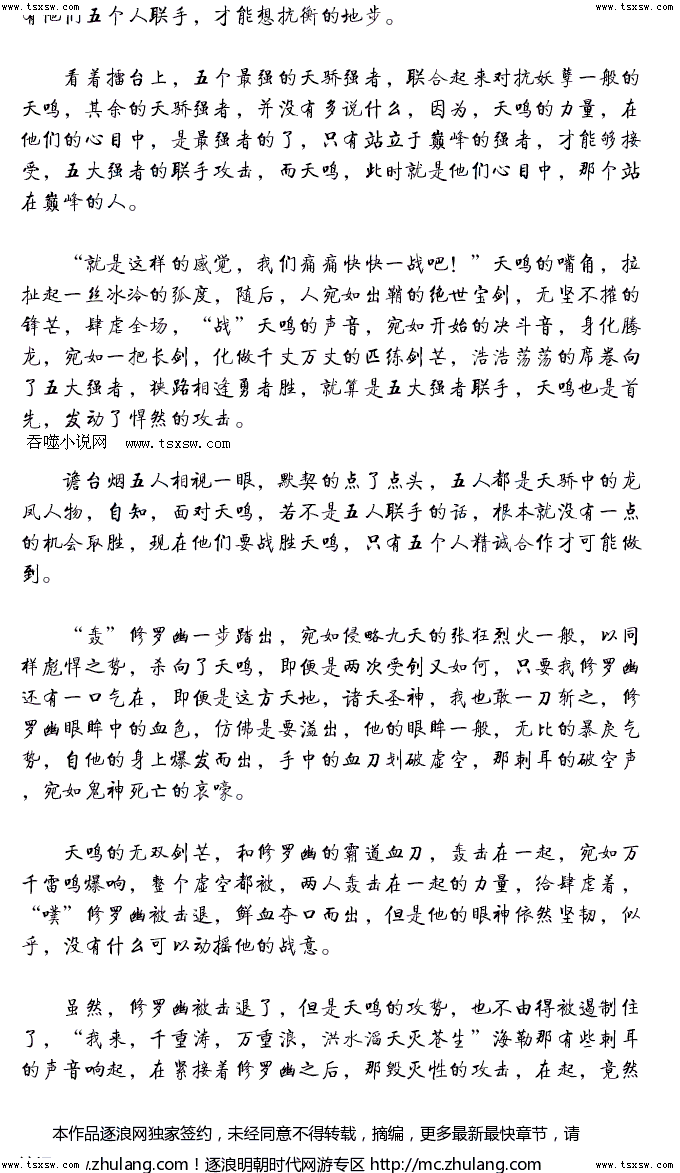 www.tsxsw.com www.tsxsw.com
有他们五个人联手，才能想抗衡的地步。
看着擂台上，五个最强的天骄强者，联合起来对抗妖孽一般的
天鸣，其余的天骄强者，并没有多说什么，因为，天鸣的力量，在
他们的心目中，是最强者的了，只有站立于巅峰的强者，才能够接
受，五大强者的联手攻击，而天鸣，此时就是他们心目中，那个站
在巅峰的人。
“就是这样的感觉，我们痛痛快快一战吧！”天鸣的嘴角，拉
扯起一丝冰冷的弧度，随后，人宛如出鞘的绝世宝剑，无坚不摧的
锋芒，肆虐全场，“战”天鸣的声音，宛如开始的决斗音，身化腾
龙，宛如一把长剑，化做千丈万丈的匹练剑芒，浩浩荡荡的席卷向
了五大强者，狭路相逢勇者胜，就算是五大强者联手，天鸣也是首
先，发动了悍然的攻击。
吞噬小说网 www.tsxsw.com
谵台烟五人相视一眼，默契的点了点头，五人都是天骄中的龙
凤人物，自知，面对天鸣，若不是五人联手的话，根本就没有一点
的机会取胜，现在他们要战胜天鸣，只有五个人精诚合作才可能做
到。
“轰”修罗幽一步踏出，宛如侵略九天的张狂烈火一般，以同
样彪悍之势，杀向了天鸣，即便是两次受创又如何，只要我修罗幽
还有一口气在，即便是这方天地，诸天圣神，我也敢一刀斩之，修
罗幽眼眸中的血色，仿佛是要溢出，他的眼眸一般，无比的暴戾气
势，自他的身上爆发而出，手中的血刀划破虚空，那刺耳的破空声
，宛如鬼神死亡的哀嚎。
天鸣的无双剑芒，和修罗幽的霸道血刀，轰击在一起，宛如万
千雷鸣爆响，整个虚空都被，两人轰击在一起的力量，给肆虐着，
“噗”修罗幽被击退，鲜血夺口而出，但是他的眼神依然坚韧，似
乎，没有什么可以动摇他的战意。
虽然，修罗幽被击退了，但是天鸣的攻势，也不由得被遏制住
了，“我来，千重涛，万重浪，洪水滔天灭苍生”海勒那有些刺耳
的声音响起，在紧接着修罗幽之后，那毁灭性的攻击，在起，竟然
本作品逐浪网独家签约，未经同意不得转载，摘编，更多最新最快章节，请
.zhulang.com！逐浪明朝时代网游专区 http://mc.zhulang.com
www.tsxsw.com www.tsxsw.com